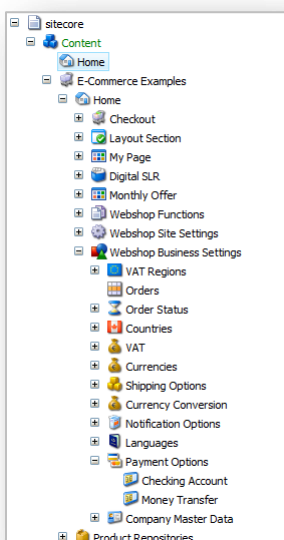 sitecore
Content
Home
E-Commerce Examples
Home
Checkout
Layout Section
My Page
Digital SLR
Monthly Offer
Webshop Functions
Webshop Site Settings
Webshop Business Settings
VAT Regions
Orders
Order Status
Countries
VAT
Currencies
Shipping Options
Currency Conversion
Notification Options
Languages
Payment Options
Checking Account
Money Transfer
Company Master Data
Product Repositories